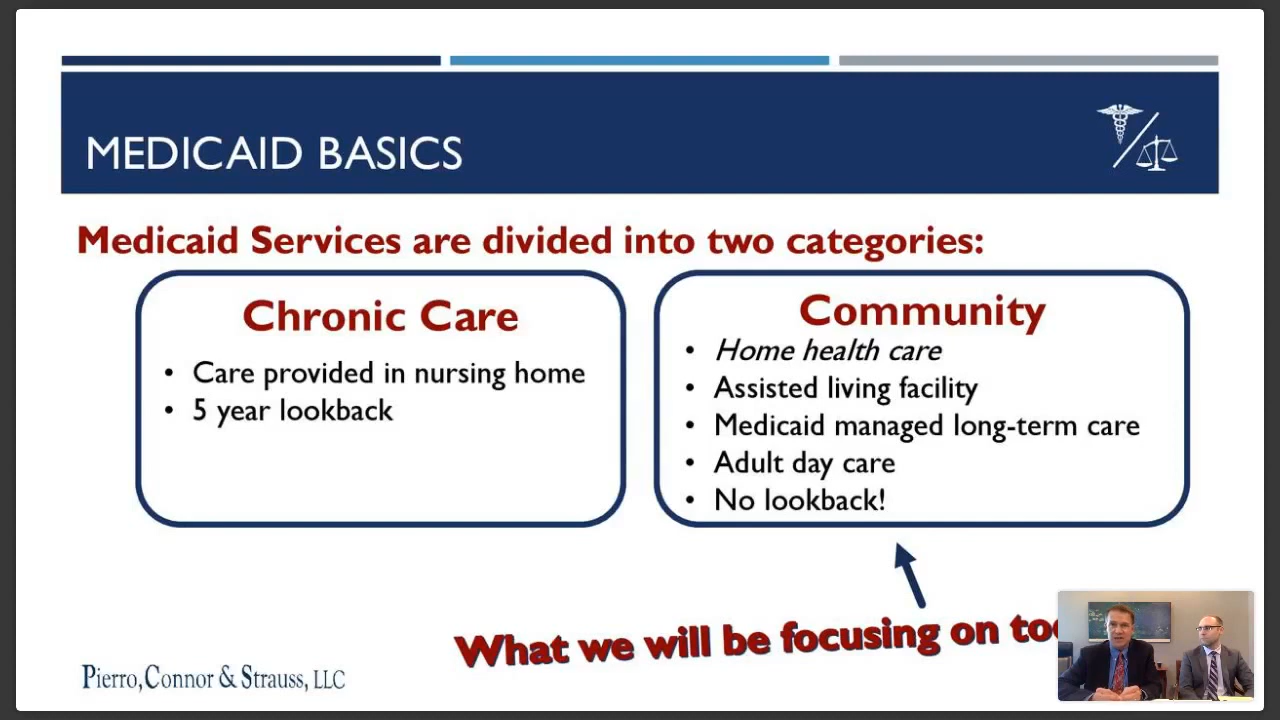 MEDICAID BASICS
Medicaid Services are divided into two categories:
Chronic Care
• Care provided in nursing home
• 5 year lookback
Community
• Home health care
• Assisted living facility
• Medicaid managed long-term care
• Adult day care
• No lookback!
What we will be focusing on
Pierro, Connor & Strauss, LLC